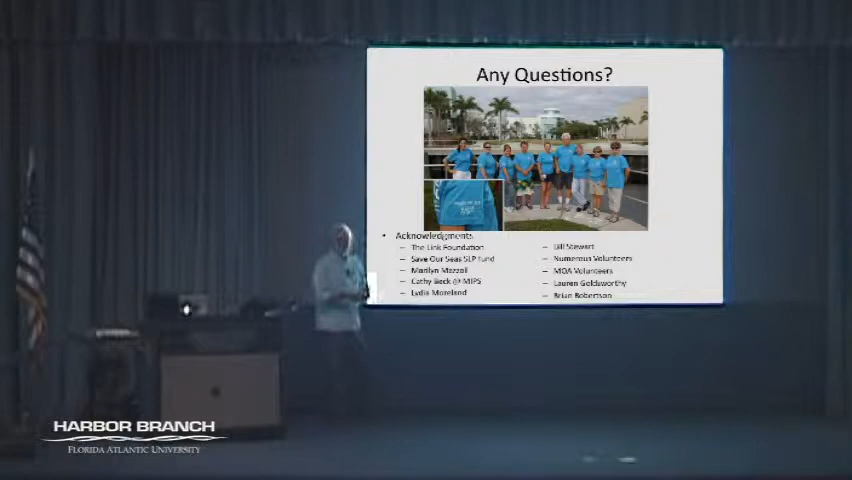 Any Questions?
• Acknowledgments
– The Link Foundation
– Save Our Seas SLP fund
– Marilyn Mazzoil
– Cathy Beck @ MIPS
– Lydia Moreland
– Bill Stewart
– Numerous Volunteers
– MOA Volunteers
– Lauren Goldsworthy
– Brian Robertson
HARBOR BRANCH
FLORIDA ATLANTIC UNIVERSITY